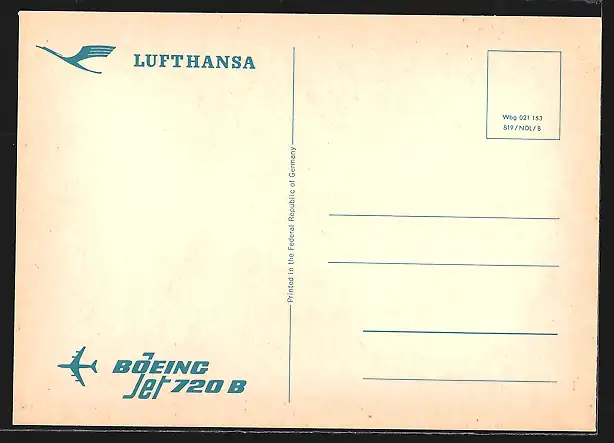 LUFTHANSA
Wbg 021 153
819/NDL/B
Printed in the Federal Republic of Germany
BOEING
Jet 720 B